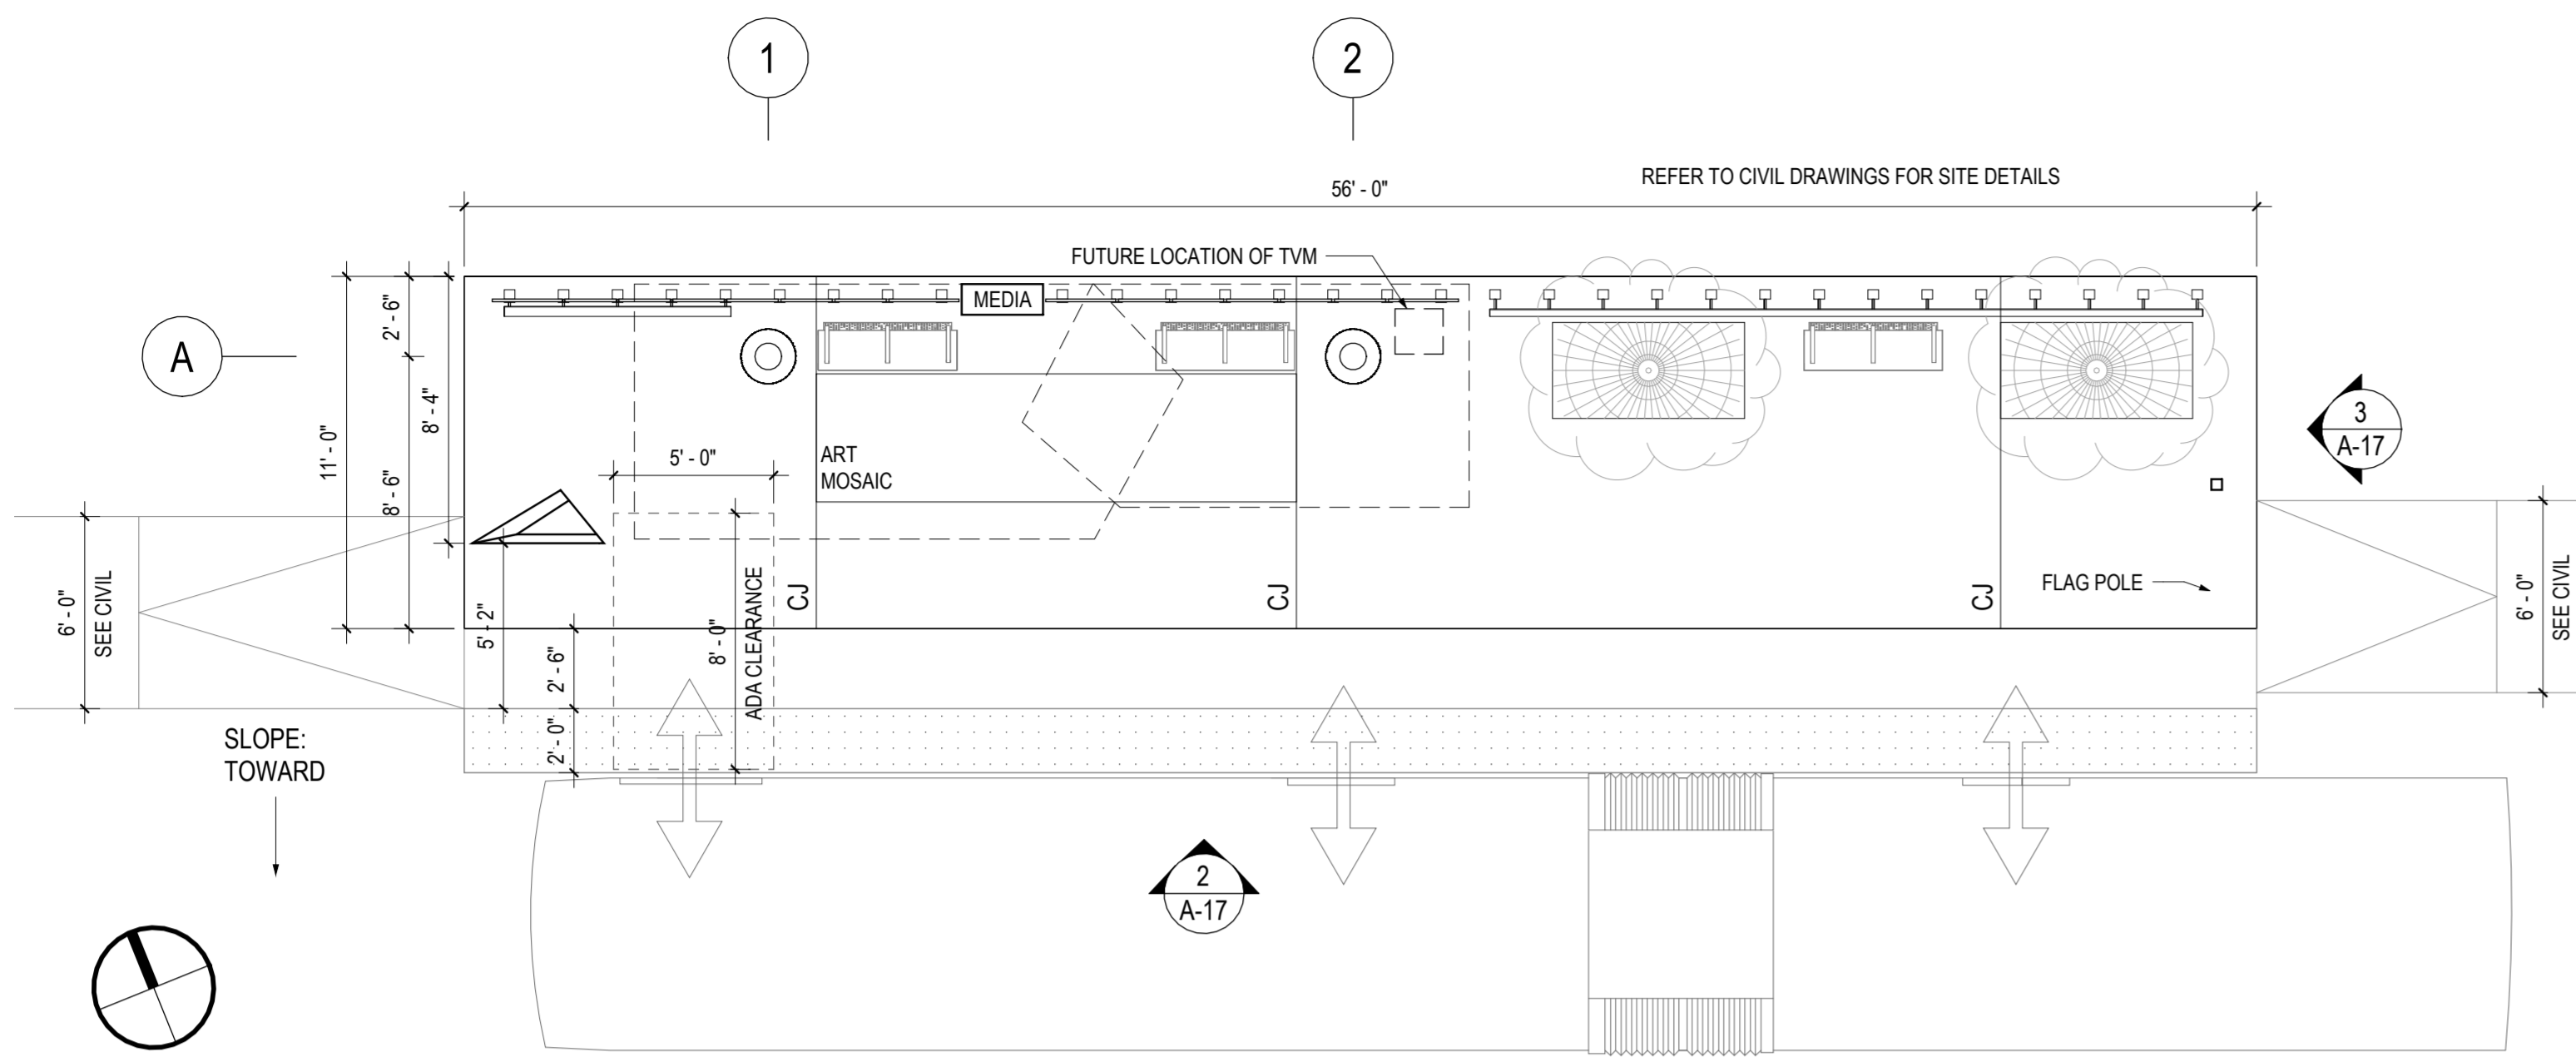 1
2
REFER TO CIVIL DRAWINGS FOR SITE DETAILS
56' - 0"
FUTURE LOCATION OF TVM
MEDIA
A
2' - 6"
8' - 4"
11' - 0"
8' - 6"
5' - 0"
ART
MOSAIC
3
A-17
6' - 0"
SEE CIVIL
5' - 2"
2' - 6"
2' - 0"
8' - 0"
ADA CLEARANCE
CJ
CJ
CJ
FLAG POLE
6' - 0"
SEE CIVIL
SLOPE:
TOWARD
2
A-17